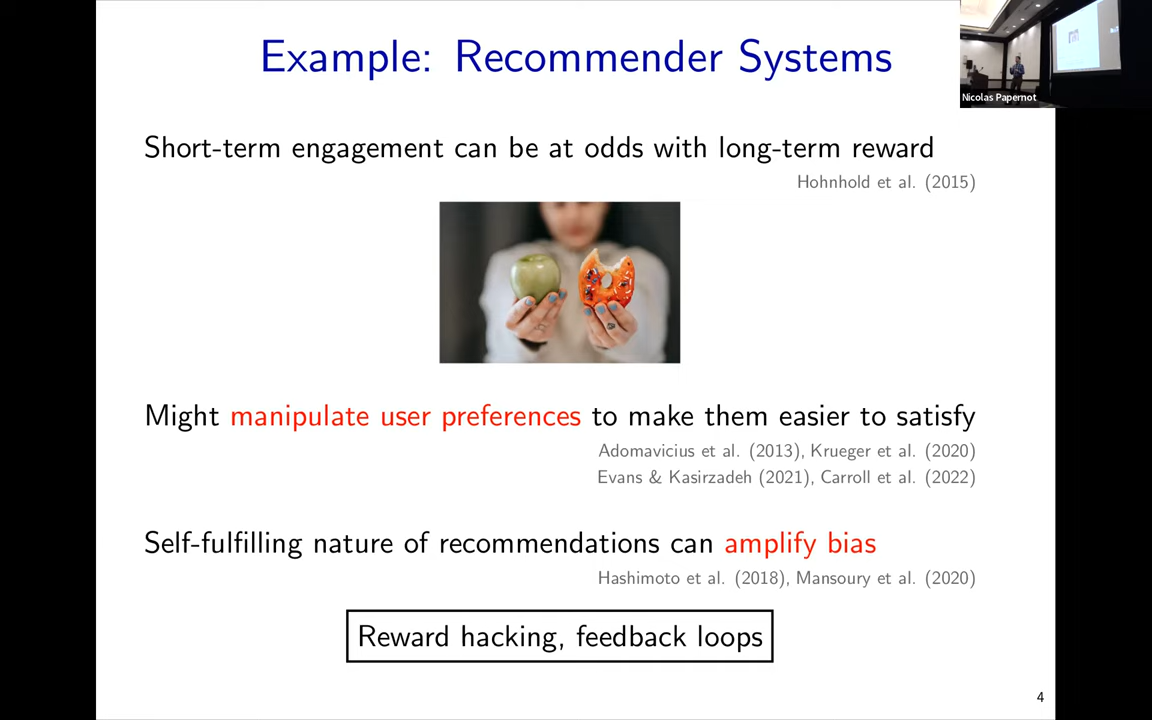 Example: Recommender Systems
Nicolas Papernot
Short-term engagement can be at odds with long-term reward
Hohnhold et al. (2015)
Might manipulate user preferences to make them easier to satisfy
Adomavicius et al. (2013), Krueger et al. (2020)
Evans & Kasirzadeh (2021), Carroll et al. (2022)
Self-fulfilling nature of recommendations can amplify bias
Hashimoto et al. (2018), Mansoury et al. (2020)
Reward hacking, feedback loops
4